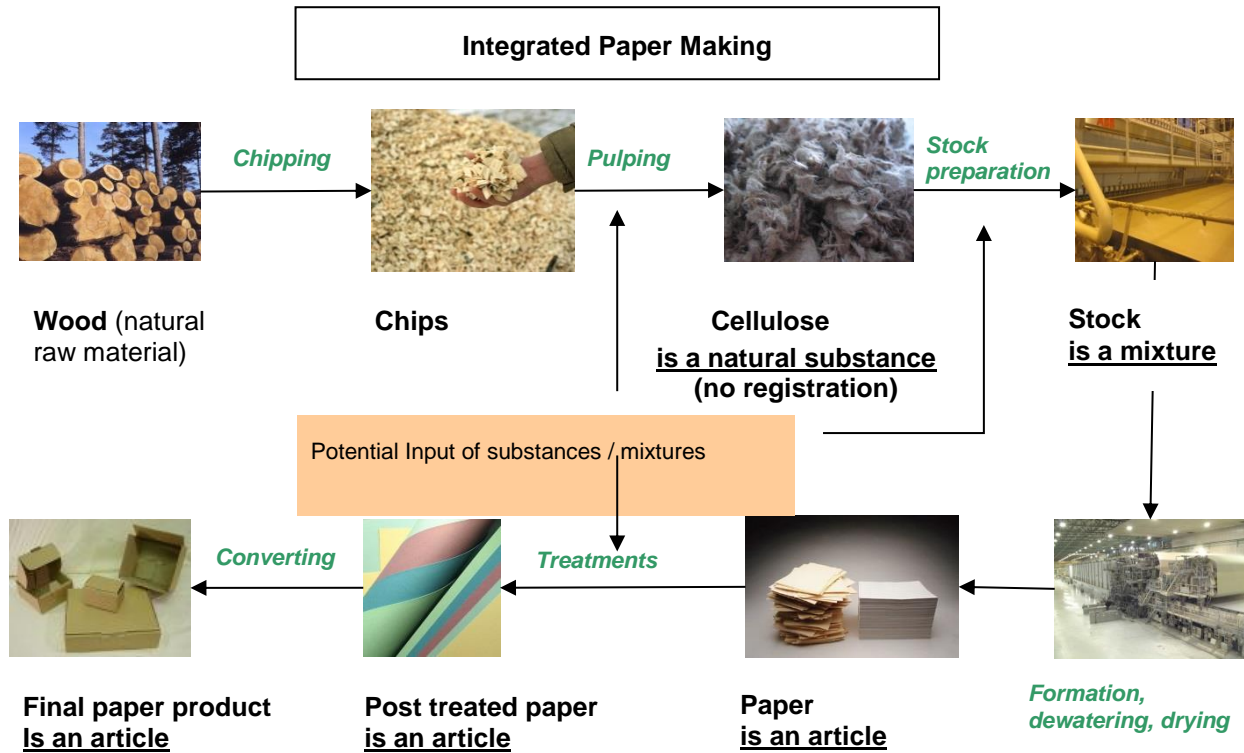 Integrated Paper Making
Chipping
Pulping
Stock
preparation
Wood (natural
raw material)
Chips
Cellulose
is a natural substance
(no registration)
Stock
is a mixture
Potential Input of substances / mixtures
Converting
Treatments
Final paper product
Is an article
Post treated paper
is an article
Paper
is an article
Formation,
dewatering, drying